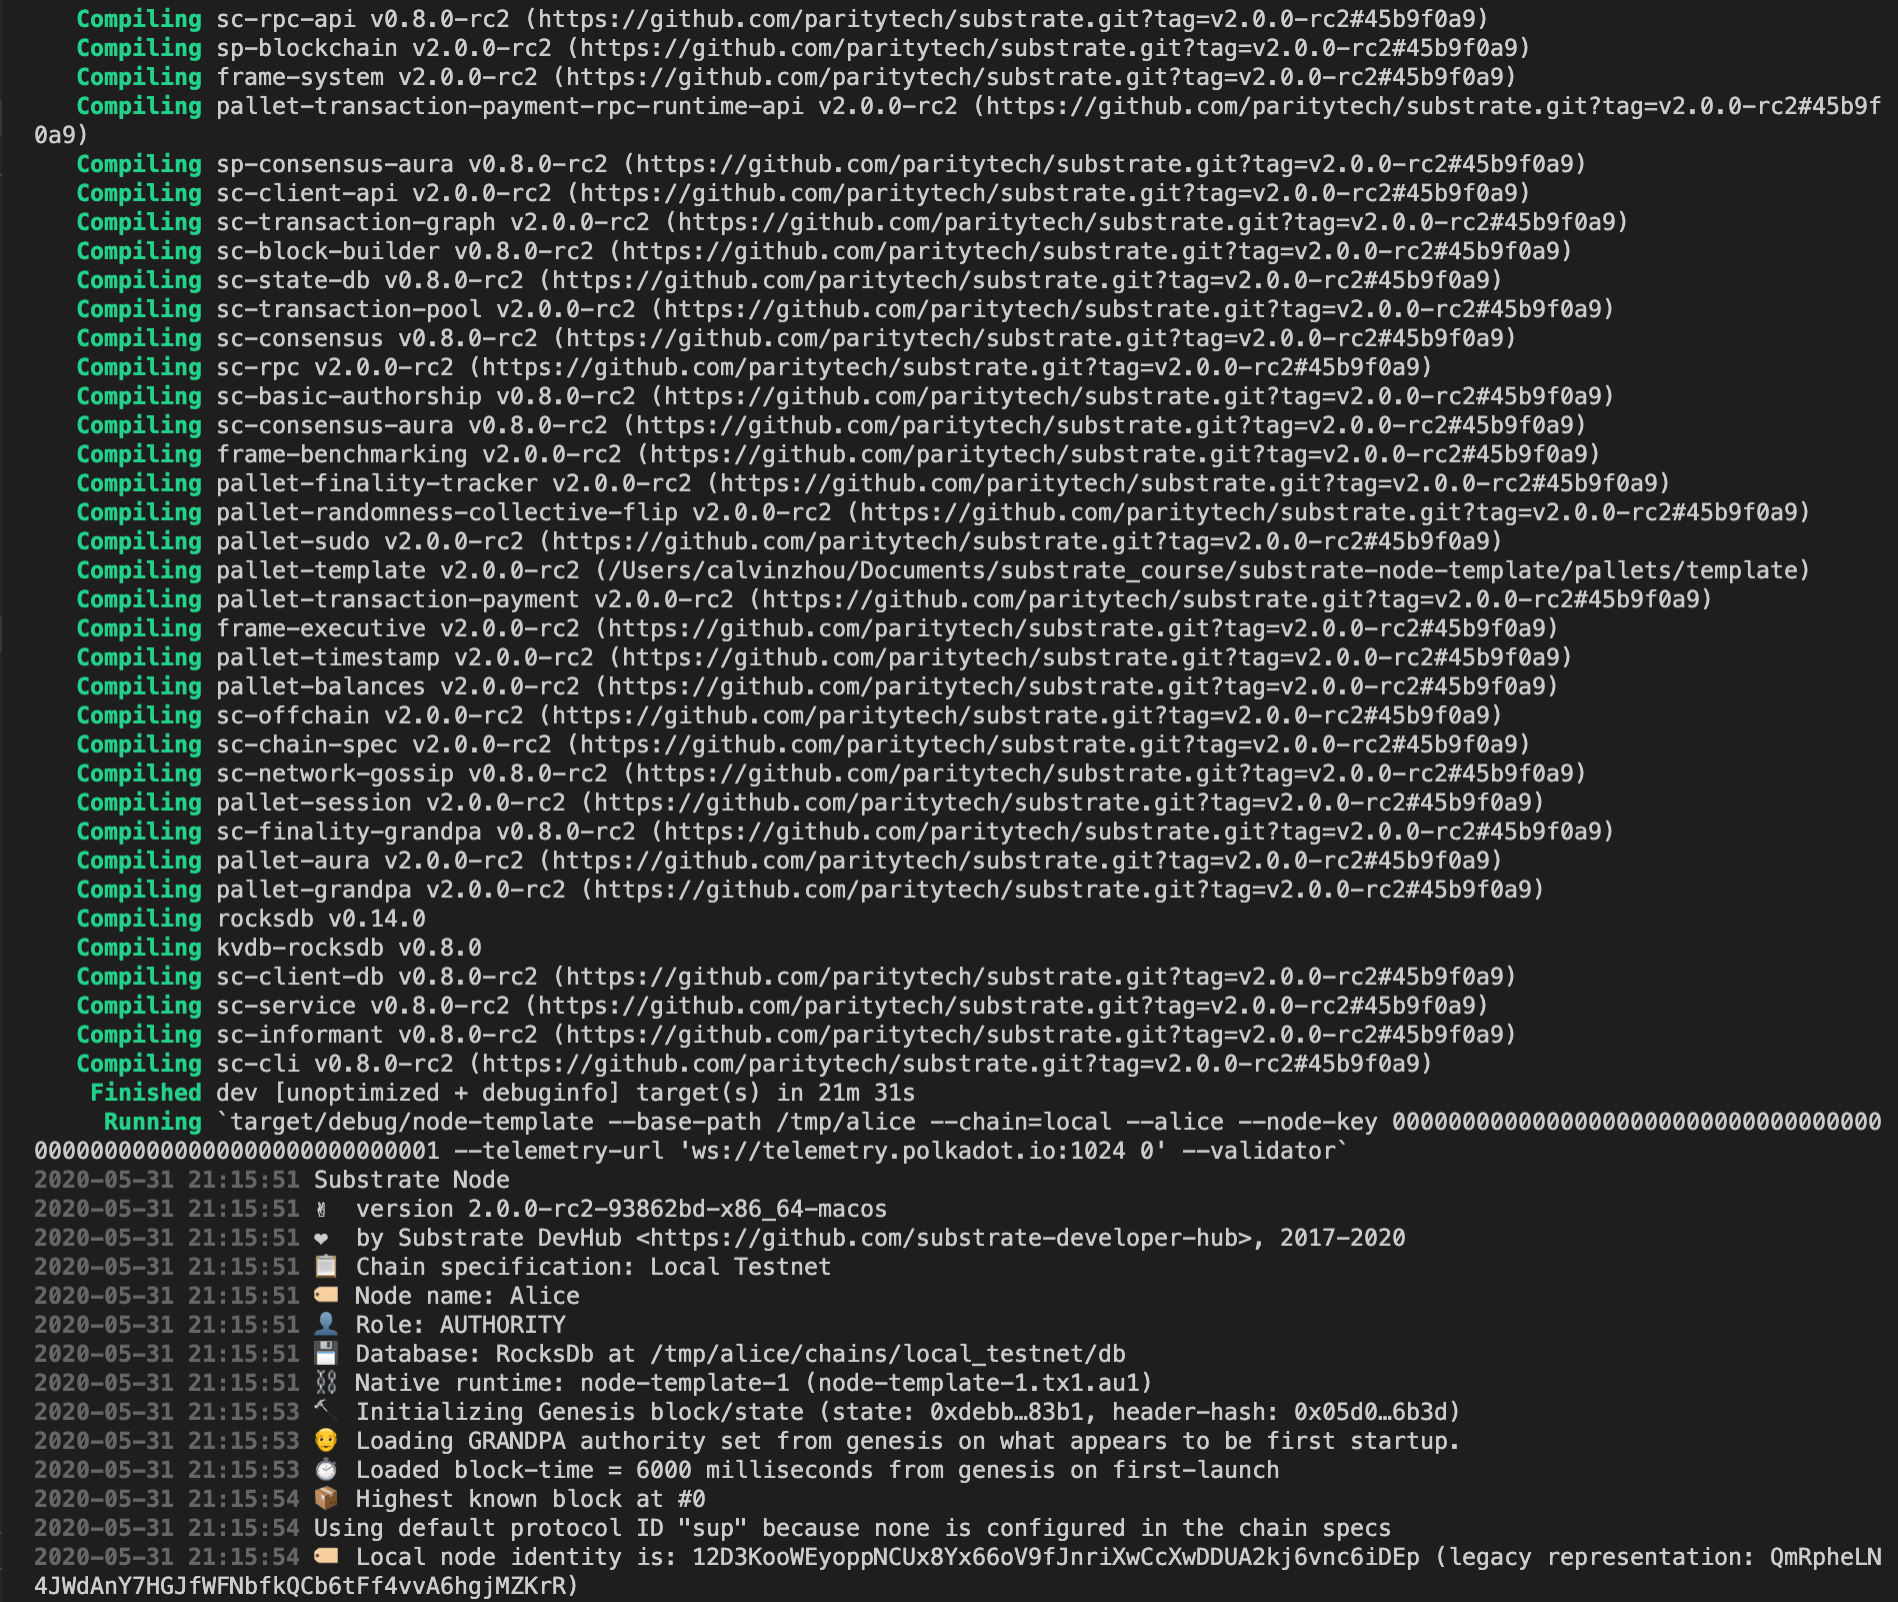 Compiling sc-rpc-api v0.8.0-rc2 (https://github.com/paritytech/substrate.git?tag=v2.0.0-rc2#45b9f0a9)
Compiling sp-blockchain v2.0.0-rc2 (https://github.com/paritytech/substrate.git?tag=v2.0.0-rc2#45b9f0a9)
Compiling frame-system v2.0.0-rc2 (https://github.com/paritytech/substrate.git?tag=v2.0.0-rc2#45b9f0a9)
Compiling pallet-transaction-payment-rpc-runtime-api v2.0.0-rc2 (https://github.com/paritytech/substrate.git?tag=v2.0.0-rc2#45b9f
0a9)
Compiling sp-consensus-aura v0.8.0-rc2 (https://github.com/paritytech/substrate.git?tag=v2.0.0-rc2#45b9f0a9)
Compiling sc-client-api v2.0.0-rc2 (https://github.com/paritytech/substrate.git?tag=v2.0.0-rc2#45b9f0a9)
Compiling sc-transaction-graph v2.0.0-rc2 (https://github.com/paritytech/substrate.git?tag=v2.0.0-rc2#45b9f0a9)
Compiling sc-block-builder v0.8.0-rc2 (https://github.com/paritytech/substrate.git?tag=v2.0.0-rc2#45b9f0a9)
Compiling sc-state-db v0.8.0-rc2 (https://github.com/paritytech/substrate.git?tag=v2.0.0-rc2#45b9f0a9)
Compiling sc-transaction-pool v2.0.0-rc2 (https://github.com/paritytech/substrate.git?tag=v2.0.0-rc2#45b9f0a9)
Compiling sc-consensus v0.8.0-rc2 (https://github.com/paritytech/substrate.git?tag=v2.0.0-rc2#45b9f0a9)
Compiling sc-rpc v2.0.0-rc2 (https://github.com/paritytech/substrate.git?tag=v2.0.0-rc2#45b9f0a9)
Compiling sc-basic-authorship v0.8.0-rc2 (https://github.com/paritytech/substrate.git?tag=v2.0.0-rc2#45b9f0a9)
Compiling sc-consensus-aura v0.8.0-rc2 (https://github.com/paritytech/substrate.git?tag=v2.0.0-rc2#45b9f0a9)
Compiling frame-benchmarking v2.0.0-rc2 (https://github.com/paritytech/substrate.git?tag=v2.0.0-rc2#45b9f0a9)
Compiling pallet-finality-tracker v2.0.0-rc2 (https://github.com/paritytech/substrate.git?tag=v2.0.0-rc2#45b9f0a9)
Compiling pallet-randomness-collective-flip v2.0.0-rc2 (https://github.com/paritytech/substrate.git?tag=v2.0.0-rc2#45b9f0a9)
Compiling pallet-sudo v2.0.0-rc2 (https://github.com/paritytech/substrate.git?tag=v2.0.0-rc2#45b9f0a9)
Compiling pallet-template v2.0.0-rc2 (/Users/calvinzhou/Documents/substrate_course/substrate-node-template/pallets/template)
Compiling pallet-transaction-payment v2.0.0-rc2 (https://github.com/paritytech/substrate.git?tag=v2.0.0-rc2#45b9f0a9)
Compiling frame-executive v2.0.0-rc2 (https://github.com/paritytech/substrate.git?tag=v2.0.0-rc2#45b9f0a9)
Compiling pallet-timestamp v2.0.0-rc2 (https://github.com/paritytech/substrate.git?tag=v2.0.0-rc2#45b9f0a9)
Compiling pallet-balances v2.0.0-rc2 (https://github.com/paritytech/substrate.git?tag=v2.0.0-rc2#45b9f0a9)
Compiling sc-offchain v2.0.0-rc2 (https://github.com/paritytech/substrate.git?tag=v2.0.0-rc2#45b9f0a9)
Compiling sc-chain-spec v2.0.0-rc2 (https://github.com/paritytech/substrate.git?tag=v2.0.0-rc2#45b9f0a9)
Compiling sc-network-gossip v0.8.0-rc2 (https://github.com/paritytech/substrate.git?tag=v2.0.0-rc2#45b9f0a9)
Compiling pallet-session v2.0.0-rc2 (https://github.com/paritytech/substrate.git?tag=v2.0.0-rc2#45b9f0a9)
Compiling sc-finality-grandpa v0.8.0-rc2 (https://github.com/paritytech/substrate.git?tag=v2.0.0-rc2#45b9f0a9)
Compiling pallet-aura v2.0.0-rc2 (https://github.com/paritytech/substrate.git?tag=v2.0.0-rc2#45b9f0a9)
Compiling pallet-grandpa v2.0.0-rc2 (https://github.com/paritytech/substrate.git?tag=v2.0.0-rc2#45b9f0a9)
Compiling rocksdb v0.14.0
Compiling kvdb-rocksdb v0.8.0
Compiling sc-client-db v0.8.0-rc2 (https://github.com/paritytech/substrate.git?tag=v2.0.0-rc2#45b9f0a9)
Compiling sc-service v0.8.0-rc2 (https://github.com/paritytech/substrate.git?tag=v2.0.0-rc2#45b9f0a9)
Compiling sc-informant v0.8.0-rc2 (https://github.com/paritytech/substrate.git?tag=v2.0.0-rc2#45b9f0a9)
Compiling sc-cli v0.8.0-rc2 (https://github.com/paritytech/substrate.git?tag=v2.0.0-rc2#45b9f0a9)
Finished dev [unoptimized + debuginfo] target(s) in 21m 31s
Running `target/debug/node-template --base-path /tmp/alice --chain=local --alice --node-key 00000000000000000000000000000000000
00000000000000000000000000001 --telemetry-url 'ws://telemetry.polkadot.io:1024 0' --validator`
2020-05-31 21:15:51 Substrate Node
2020-05-31 21:15:51 ✌️ version 2.0.0-rc2-93862bd-x86_64-macos
2020-05-31 21:15:51 ❤️ by Substrate DevHub <https://github.com/substrate-developer-hub>, 2017-2020
2020-05-31 21:15:51 📋 Chain specification: Local Testnet
2020-05-31 21:15:51 🏷 Node name: Alice
2020-05-31 21:15:51 👤 Role: AUTHORITY
2020-05-31 21:15:51 💾 Database: RocksDb at /tmp/alice/chains/local_testnet/db
2020-05-31 21:15:51 ⛓ Native runtime: node-template-1 (node-template-1.tx1.au1)
2020-05-31 21:15:53 🔨 Initializing Genesis block/state (state: 0xdebb…83b1, header-hash: 0x05d0…6b3d)
2020-05-31 21:15:53 👴 Loading GRANDPA authority set from genesis on what appears to be first startup.
2020-05-31 21:15:53 ⏱ Loaded block-time = 6000 milliseconds from genesis on first-launch
2020-05-31 21:15:54 📦 Highest known block at #0
2020-05-31 21:15:54 Using default protocol ID "sup" because none is configured in the chain specs
2020-05-31 21:15:54 🏷 Local node identity is: 12D3KooWEyoppNCUx8Yx66oV9fJnriXwCcXwDDUA2kj6vnc6iDEp (legacy representation: QmRpheLN
4JWdAnY7HGJfWFNbfkQCb6tFf4vvA6hgjMZKrR)